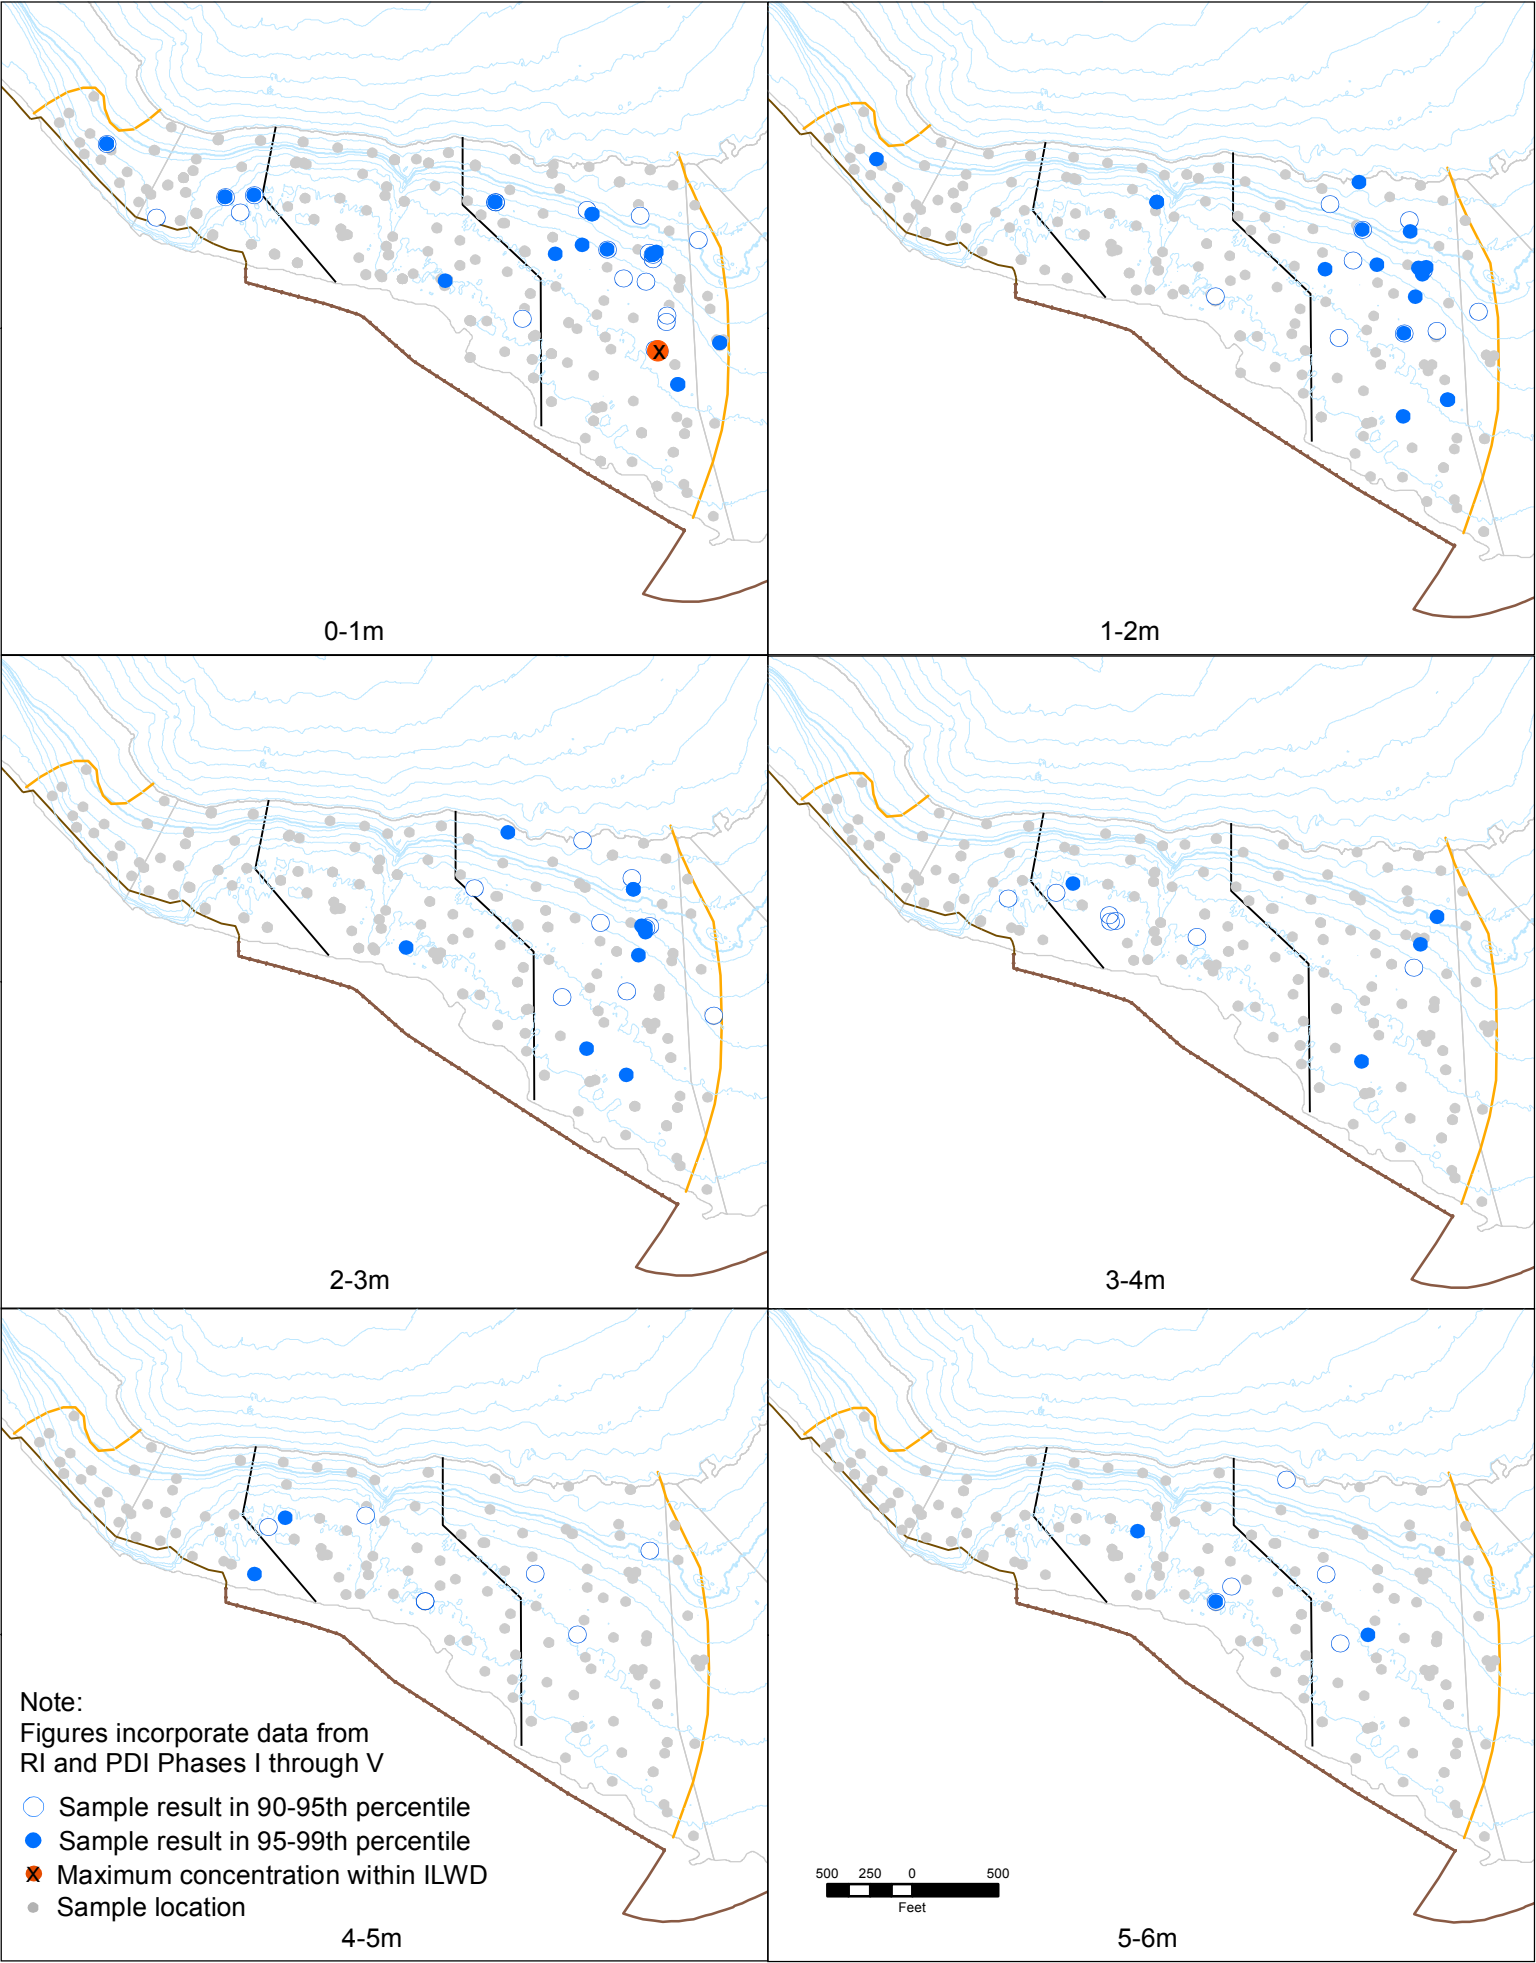 0-1m
1-2m
2-3m
3-4m
Note:
Figures incorporate data from
RI and PDI Phases I through V
Sample result in 90-95th percentile
Sample result in 95-99th percentile
X Maximum concentration within ILWD
Sample location
4-5m
500 250 0 500
Feet
5-6m
X